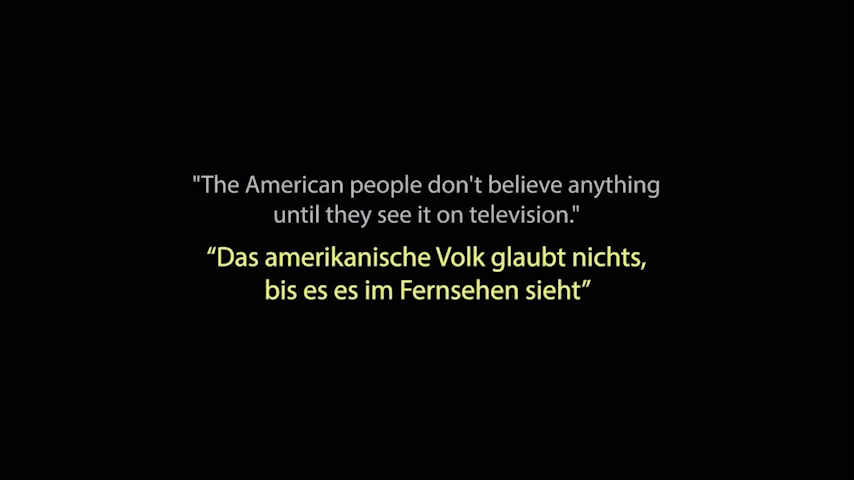 "The American people don't believe anything
until they see it on television."
“Das amerikanische Volk glaubt nichts,
bis es es im Fernsehen sieht”